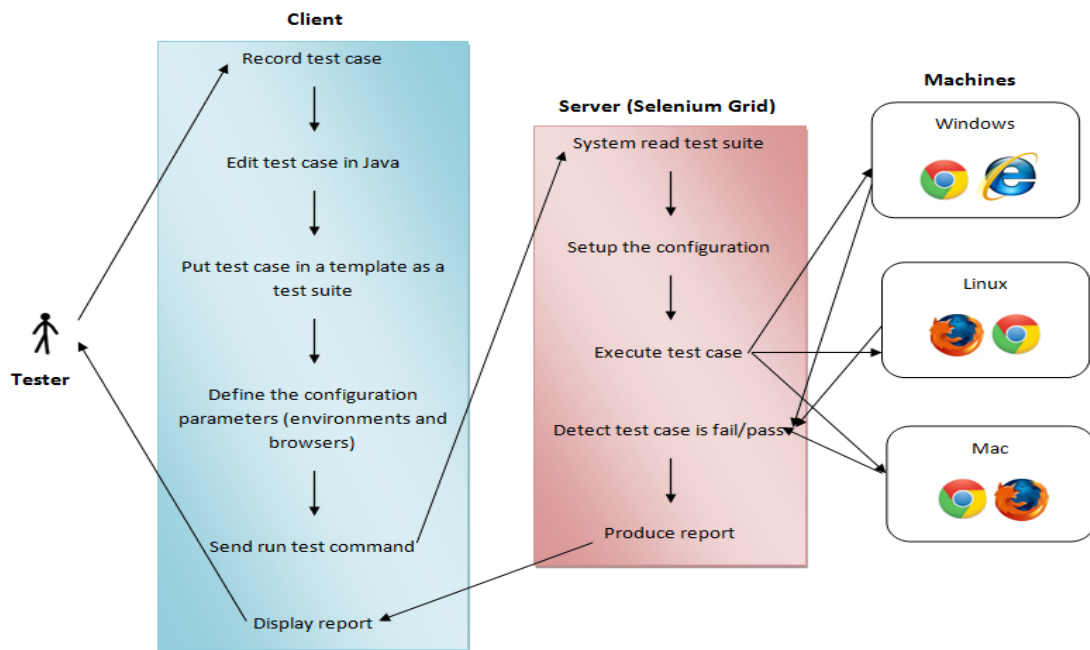 Client
Record test case
Edit test case in Java
Put test case in a template as a
test suite
Define the configuration
parameters (environments and
browsers)
Send run test command
Display report
Tester
Server (Selenium Grid)
System read test suite
Setup the configuration
Execute test case
Detect test case is fail/pass
Produce report
Machines
Windows
Linux
Mac